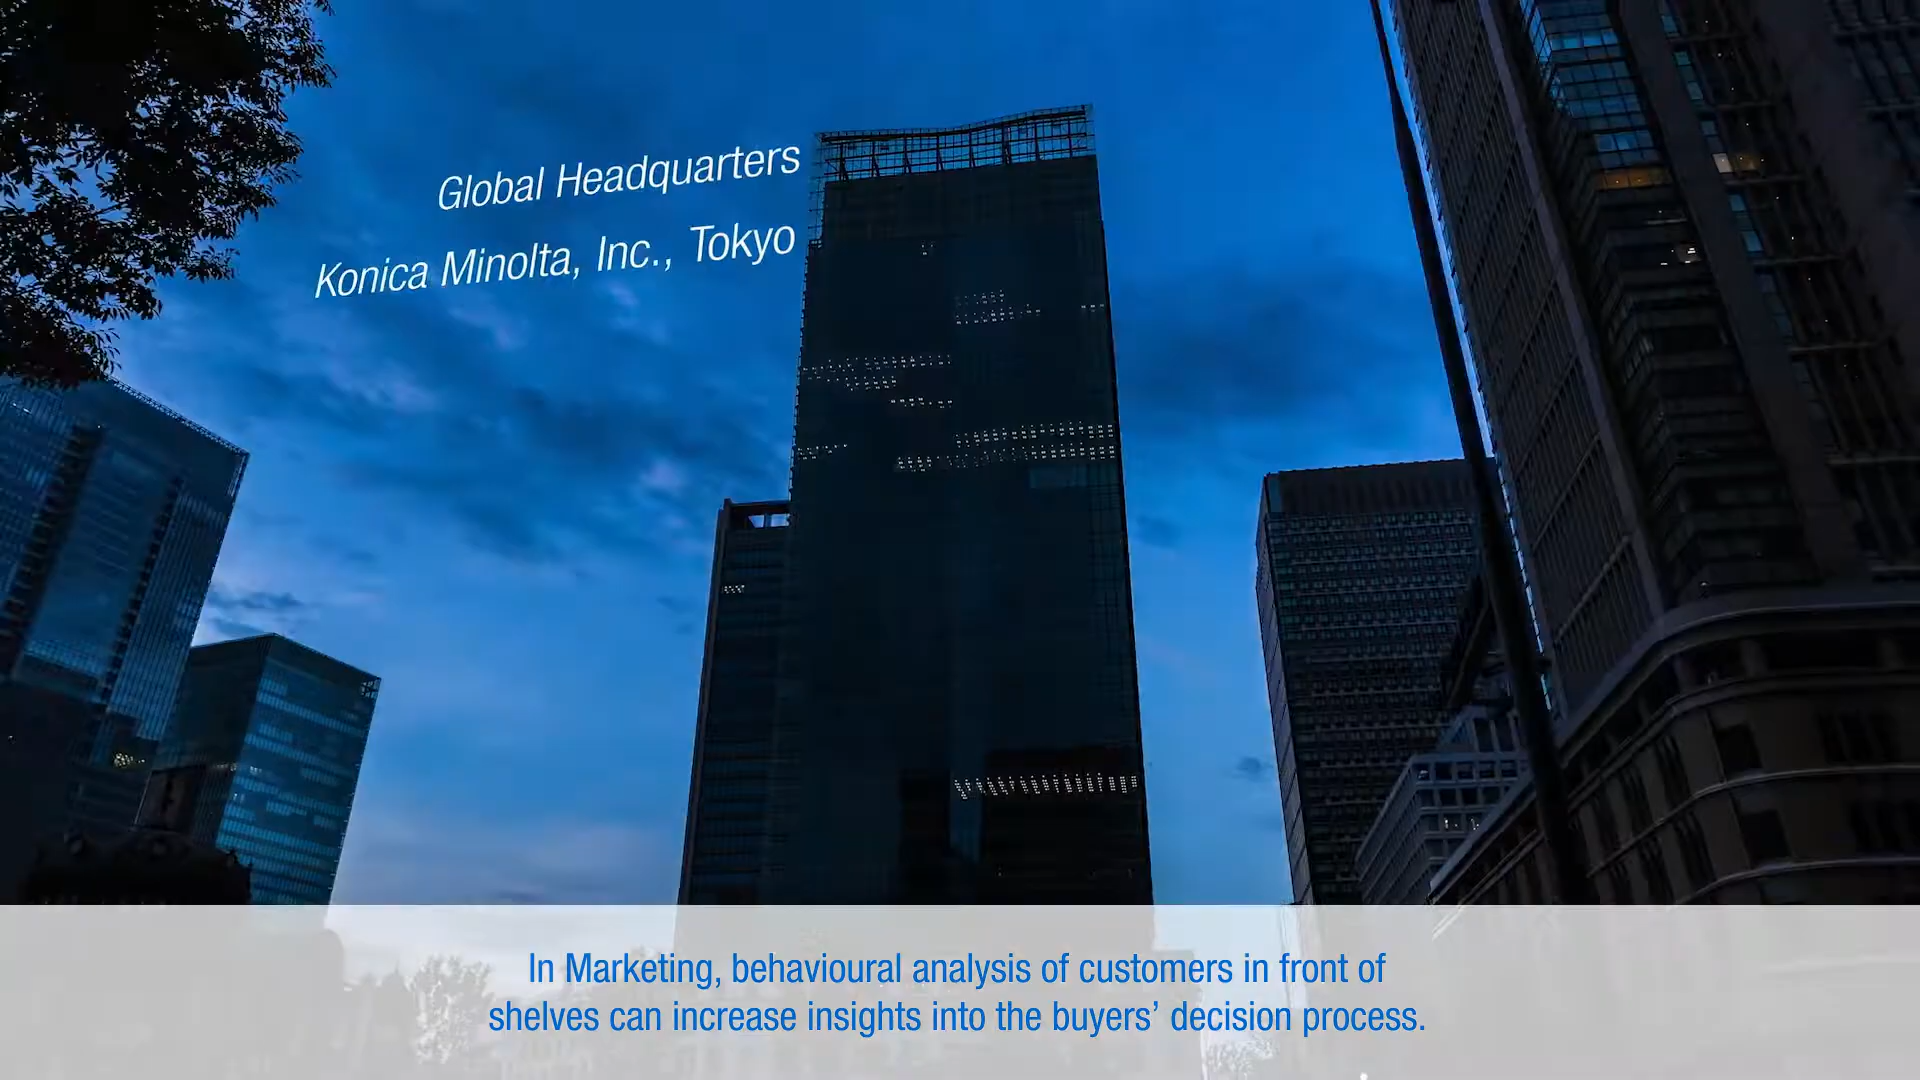 Global Headquarters
Konica Minolta, Inc., Tokyo
In Marketing, behavioural analysis of customers in front of
shelves can increase insights into the buyers’ decision process.